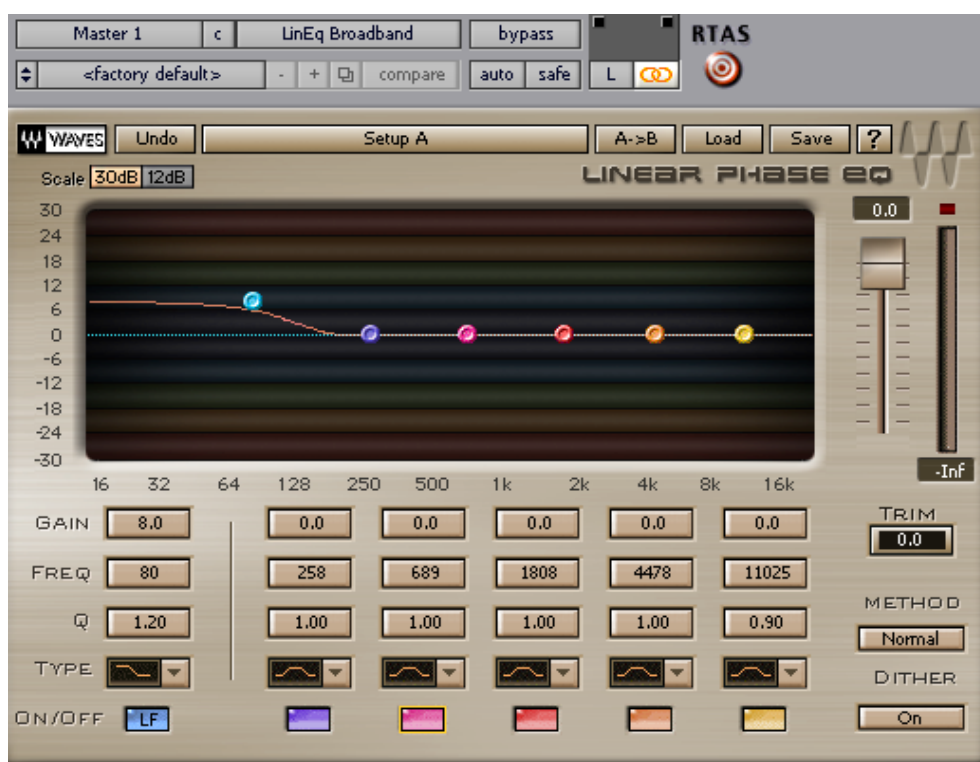 Master 1 c LinEq Broadband bypass RTAS
<factory default> - + compare auto safe L
WAVES Undo Setup A A->B Load Save ?
Scale 30dB 12dB LINEAR PHASE EQ
30 0.0
24
18
12
6
0
-6
-12
-18
-24
-30 -Inf
16 32 64 128 250 500 1k 2k 4k 8k 16k
GAIN 8.0 0.0 0.0 0.0 0.0 0.0 TRIM
0.0
FREQ 80 258 689 1808 4478 11025
METHOD
Q 1.20 1.00 1.00 1.00 1.00 0.90 Normal
TYPE DITHER
ON/OFF LF On